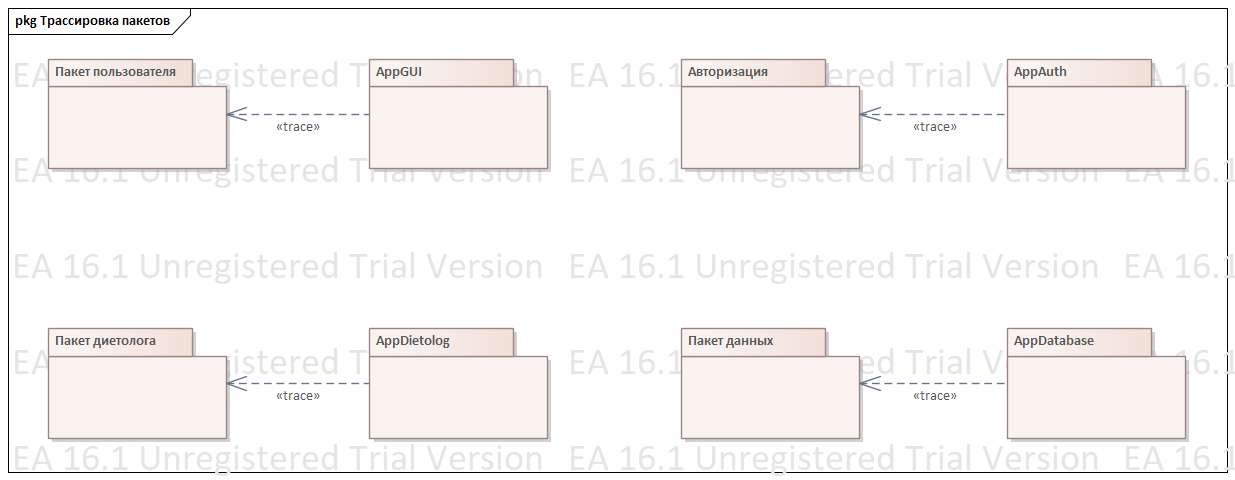 pkg Трассировка пакетов
EA 16.1 Unregistered Trial Version EA 16.1 Unregistered Trial Version EA 16.1
Пакет пользователя AppGUI Авторизация AppAuth
«trace» «trace»
EA 16.1 Unregistered Trial Version EA 16.1 Unregistered Trial Version EA 16.1
EA 16.1 Unregistered Trial Version EA 16.1 Unregistered Trial Version EA 16.1
Пакет диетолога AppDietolog Пакет данных AppDatabase
EA 16.1 Unregistered Trial Version EA 16.1 Unregistered Trial Version EA 16.1
«trace» «trace»
EA 16.1 Unregistered Trial Version EA 16.1 Unregistered Trial Version EA 16.1